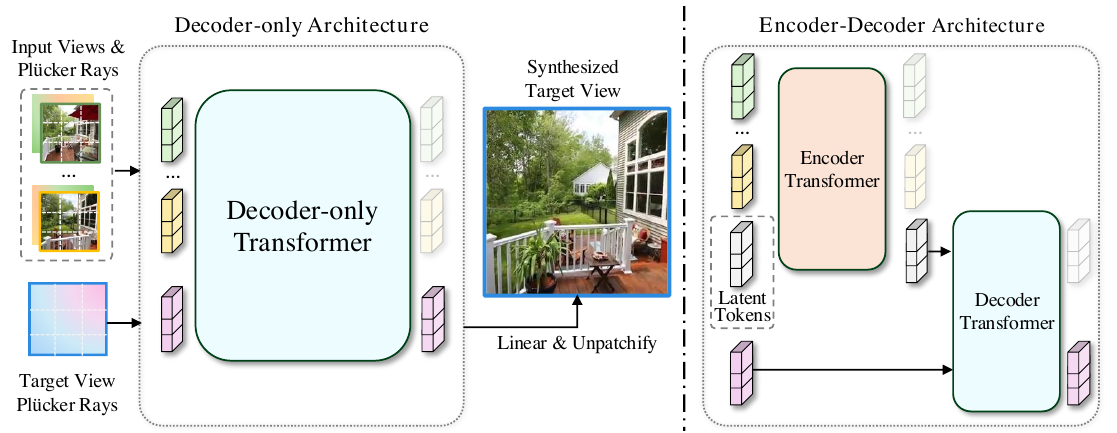 Decoder-only Architecture
Input Views &
Plücker Rays
...
...
Decoder-only
Transformer
Target View
Plücker Rays
Synthesized
Target View
Linear & Unpatchify
Encoder-Decoder Architecture
...
...
Encoder
Transformer
Latent
Tokens
Decoder
Transformer